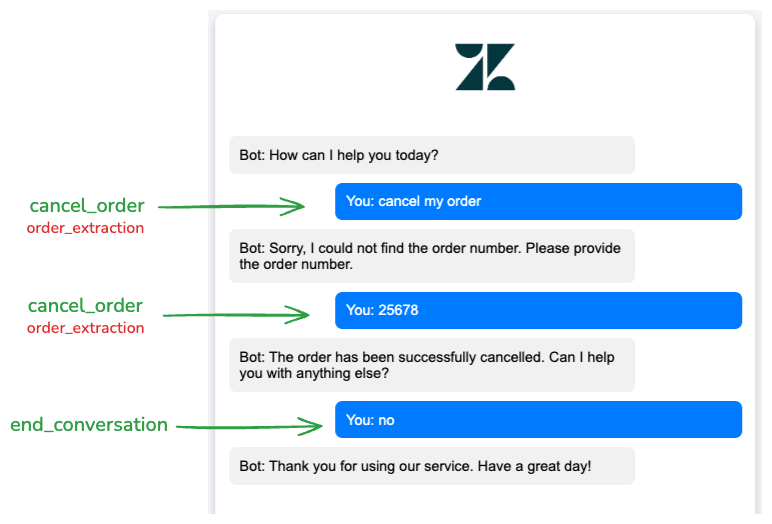 Bot: How can I help you today?
cancel_order
order_extraction
You: cancel my order
Bot: Sorry, I could not find the order number. Please provide
the order number.
cancel_order
order_extraction
You: 25678
Bot: The order has been successfully cancelled. Can I help
you with anything else?
end_conversation
You: no
Bot: Thank you for using our service. Have a great day!